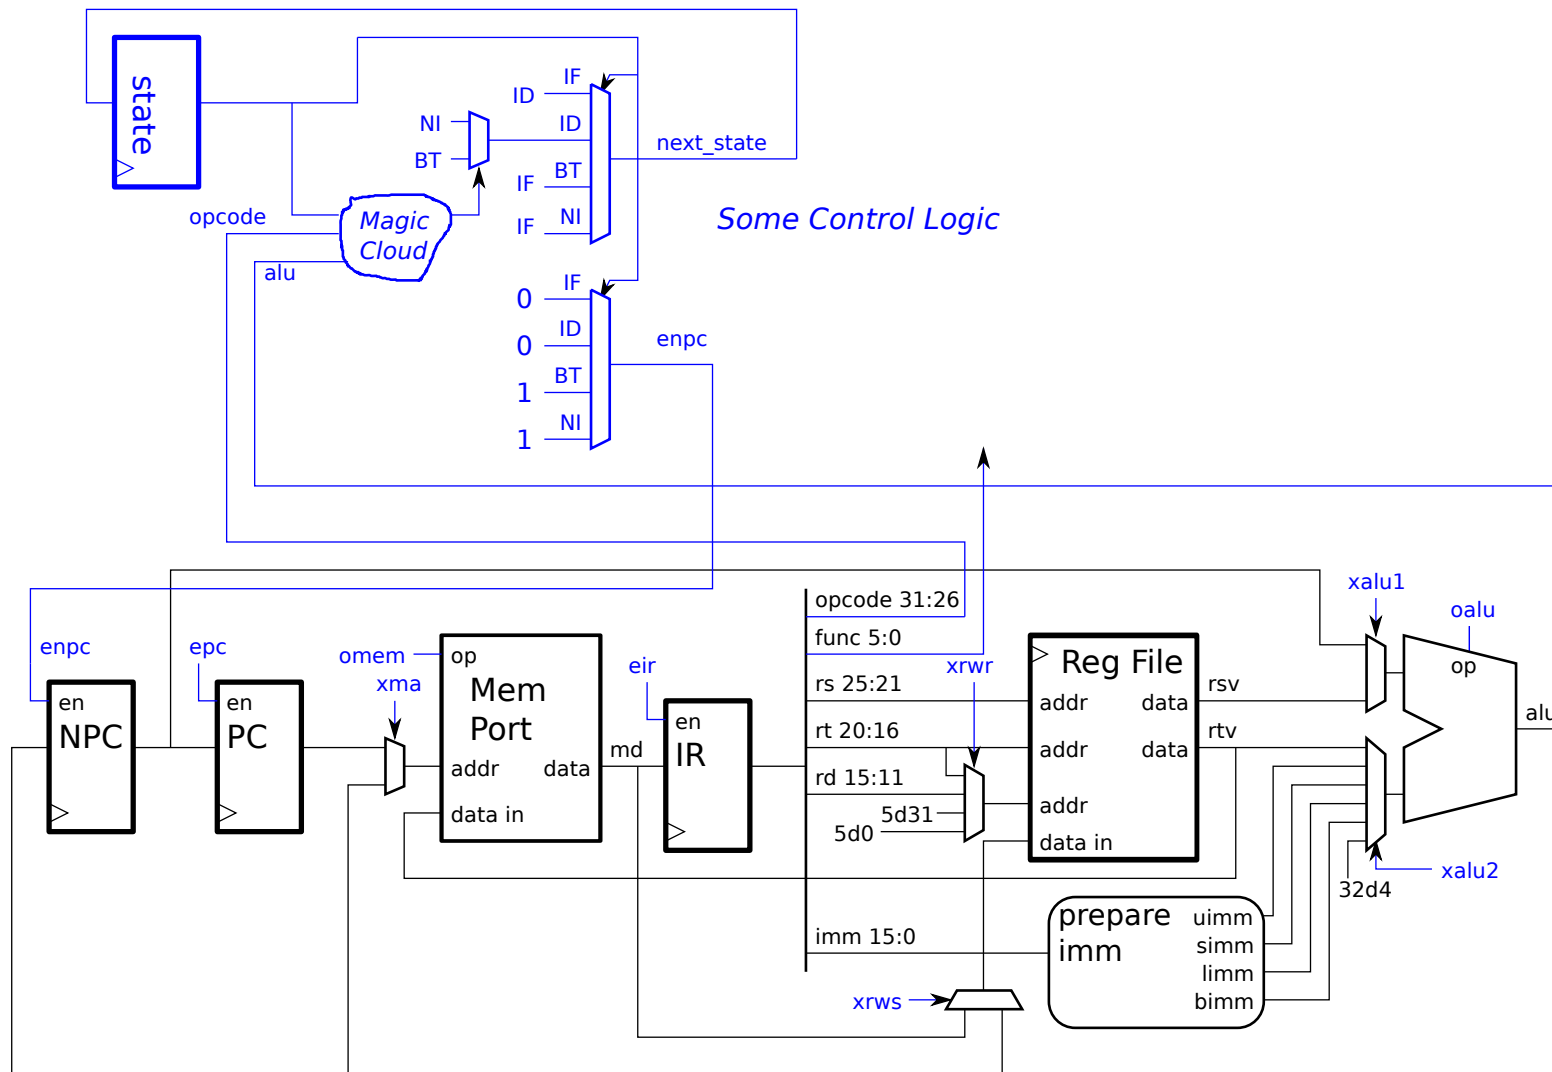 state
IF
ID
NI
ID
BT
next_state
BT
IF
NI
IF
opcode
Magic
Cloud
Some Control Logic
alu
IF
0
ID
0
enpc
BT
1
NI
1
xalu1
opcode 31:26
oalu
func 5:0
enpc
epc
omem
op
xma
Mem
Port
eir
xrwr
Reg File
op
en
NPC
en
PC
en
IR
rs 25:21
addr
data
rsv
rt 20:16
addr
data
rtv
alu
md
addr
data
rd 15:11
data in
5d31
5d0
addr
data in
xalu2
32d4
prepare
imm
uimm
simm
limm
bimm
imm 15:0
xrws